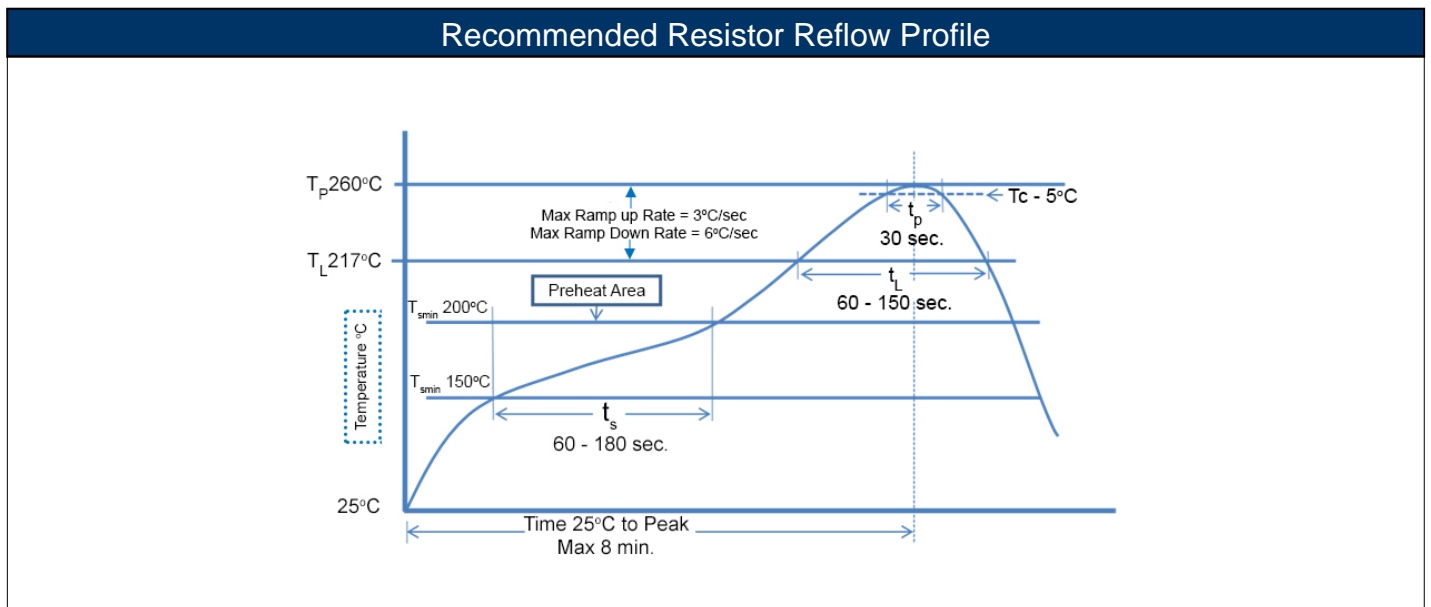 Recommended Resistor Reflow Profile
Tₚ260°C
Max Ramp up Rate = 3°C/sec
Max Ramp Down Rate = 6°C/sec
Tc - 5°C
tₚ
30 sec.
T_L217°C
t_L
60 - 150 sec.
Preheat Area
Tsmin 200°C
Tsmin 150°C
Temperature °C
tₛ
60 - 180 sec.
25°C
Time 25°C to Peak
Max 8 min.